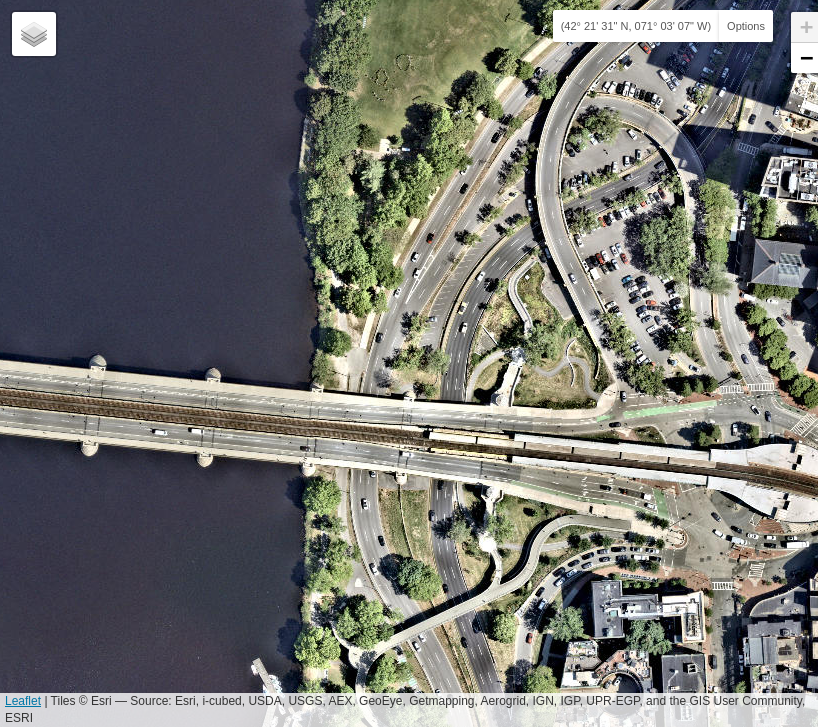 (42° 21' 31" N, 071° 03' 07" W) Options
+
−
Leaflet | Tiles © Esri — Source: Esri, i-cubed, USDA, USGS, AEX, GeoEye, Getmapping, Aerogrid, IGN, IGP, UPR-EGP, and the GIS User Community,
ESRI